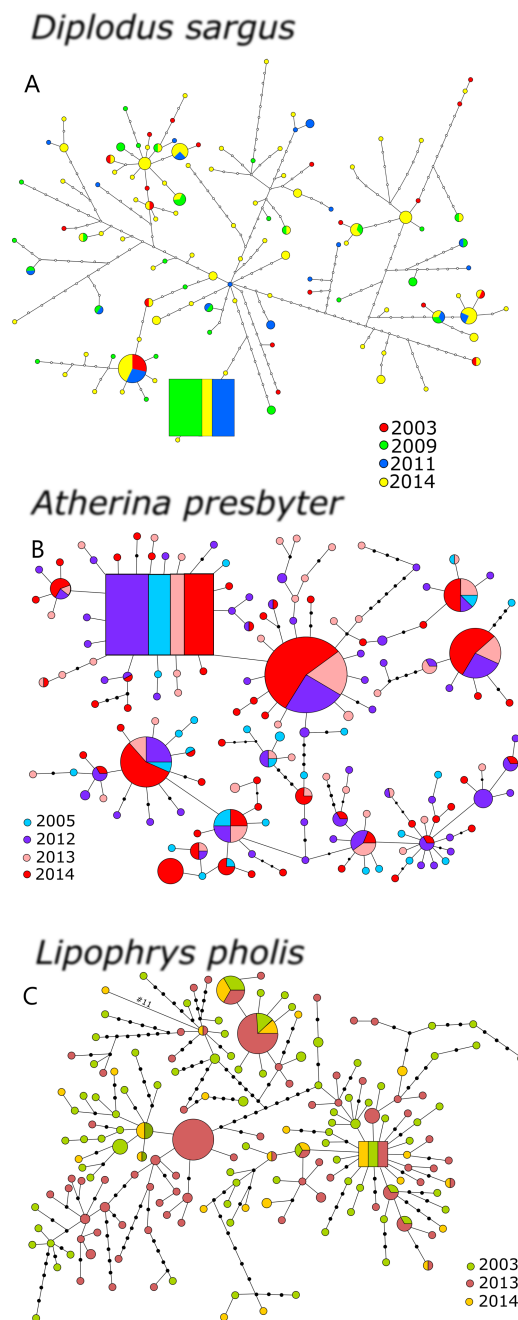 Diplodus sargus
A
2003
2009
2011
2014
Atherina presbyter
B
2005
2012
2013
2014
Lipophrys pholis
C
#11
2003
2013
2014